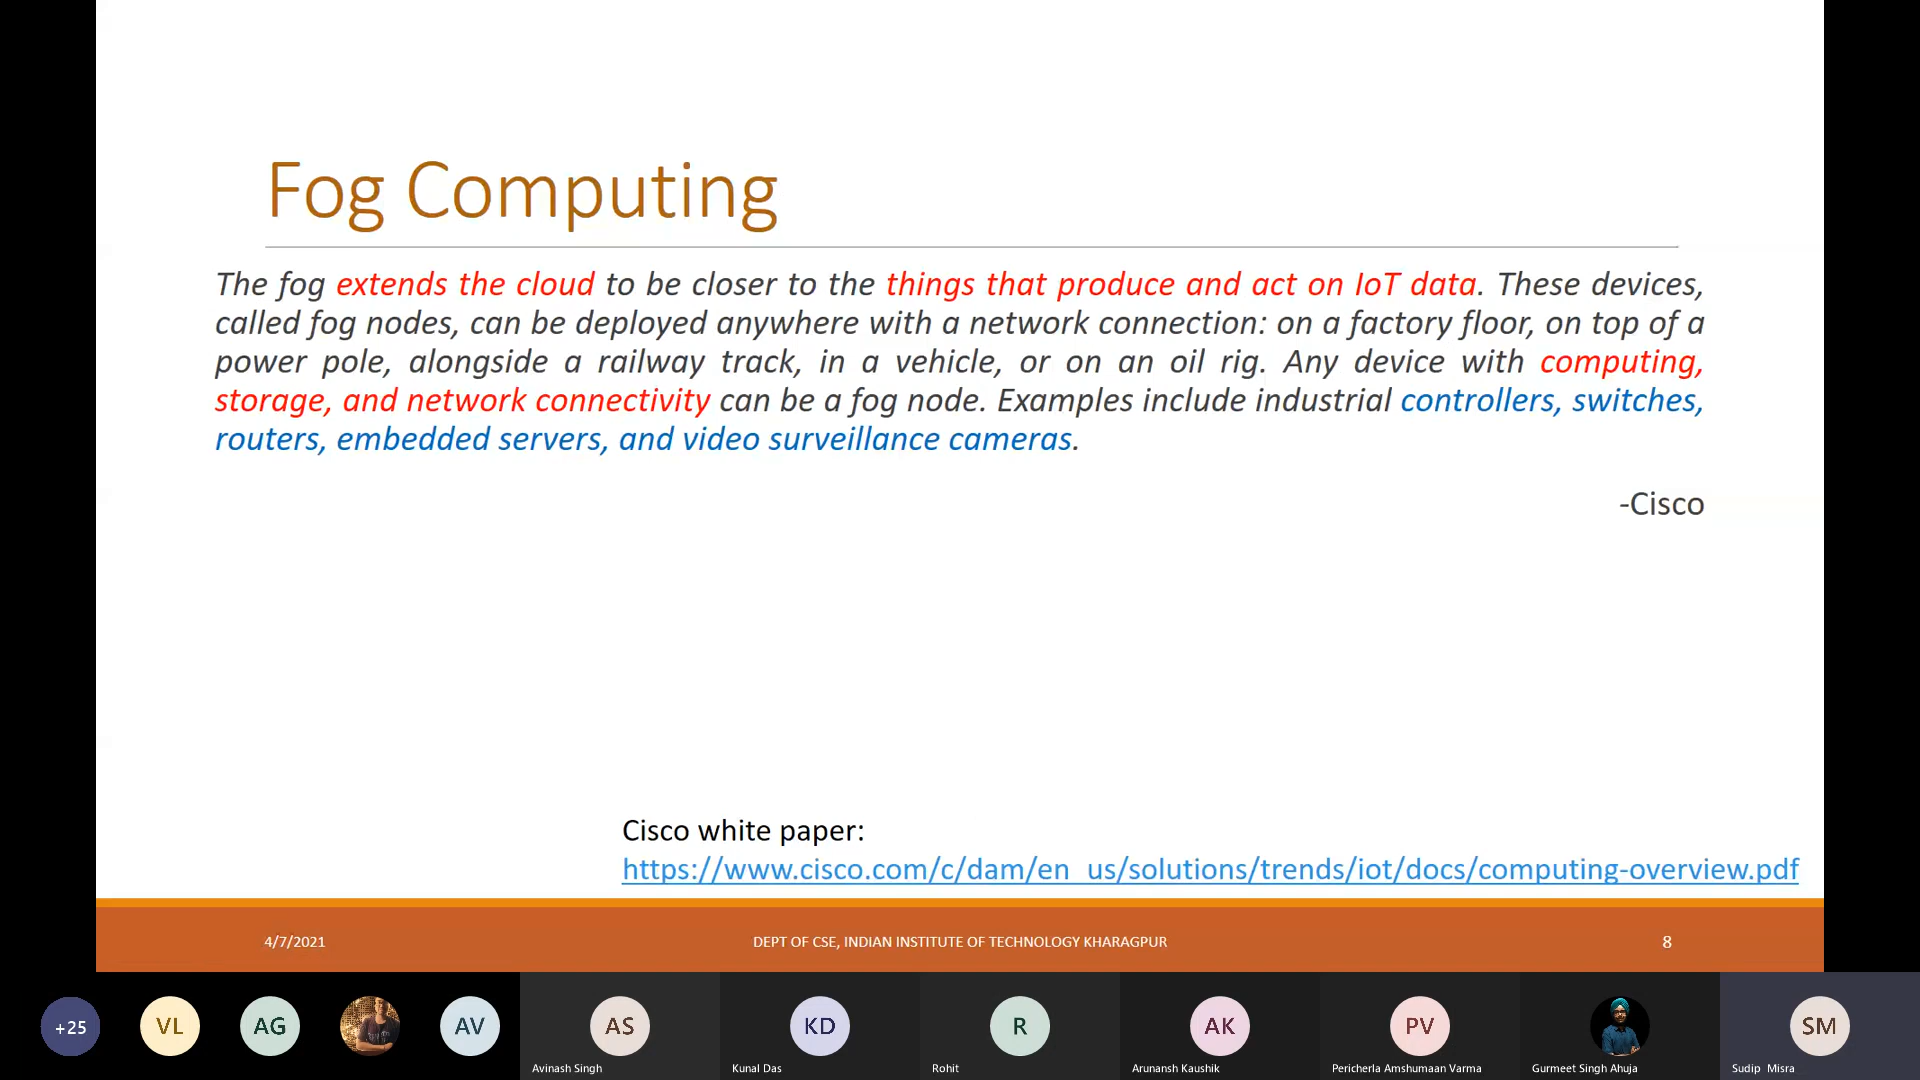 Fog Computing
The fog extends the cloud to be closer to the things that produce and act on IoT data. These devices,
called fog nodes, can be deployed anywhere with a network connection: on a factory floor, on top of a
power pole, alongside a railway track, in a vehicle, or on an oil rig. Any device with computing,
storage, and network connectivity can be a fog node. Examples include industrial controllers, switches,
routers, embedded servers, and video surveillance cameras.
-Cisco
Cisco white paper:
https://www.cisco.com/c/dam/en_us/solutions/trends/iot/docs/computing-overview.pdf
4/7/2021 DEPT OF CSE, INDIAN INSTITUTE OF TECHNOLOGY KHARAGPUR 8
+25 VL AG AV AS KD R AK PV SM
Avinash Singh Kunal Das Rohit Arunansh Kaushik Pericherla Amshumaan Varma Gurmeet Singh Ahuja Sudip Misra